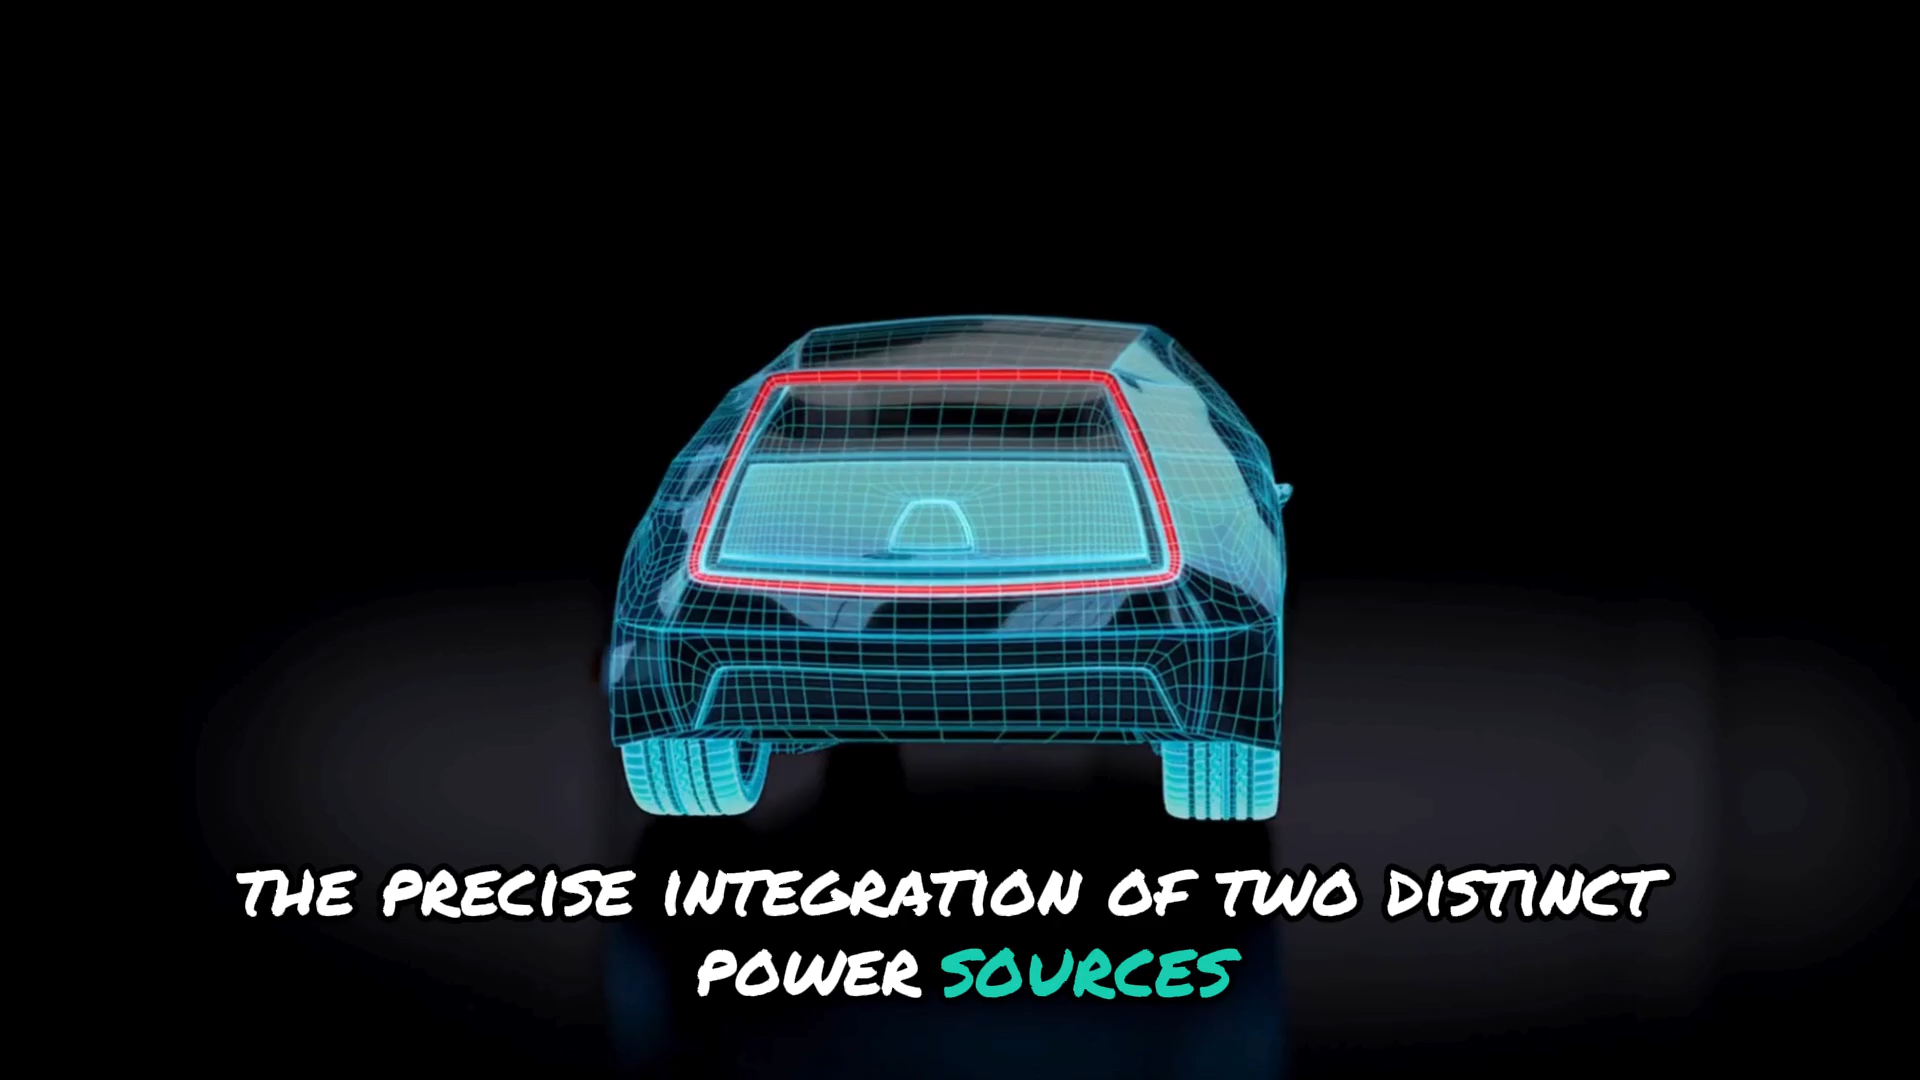 THE PRECISE INTEGRATION OF TWO DISTINCT
POWER SOURCES